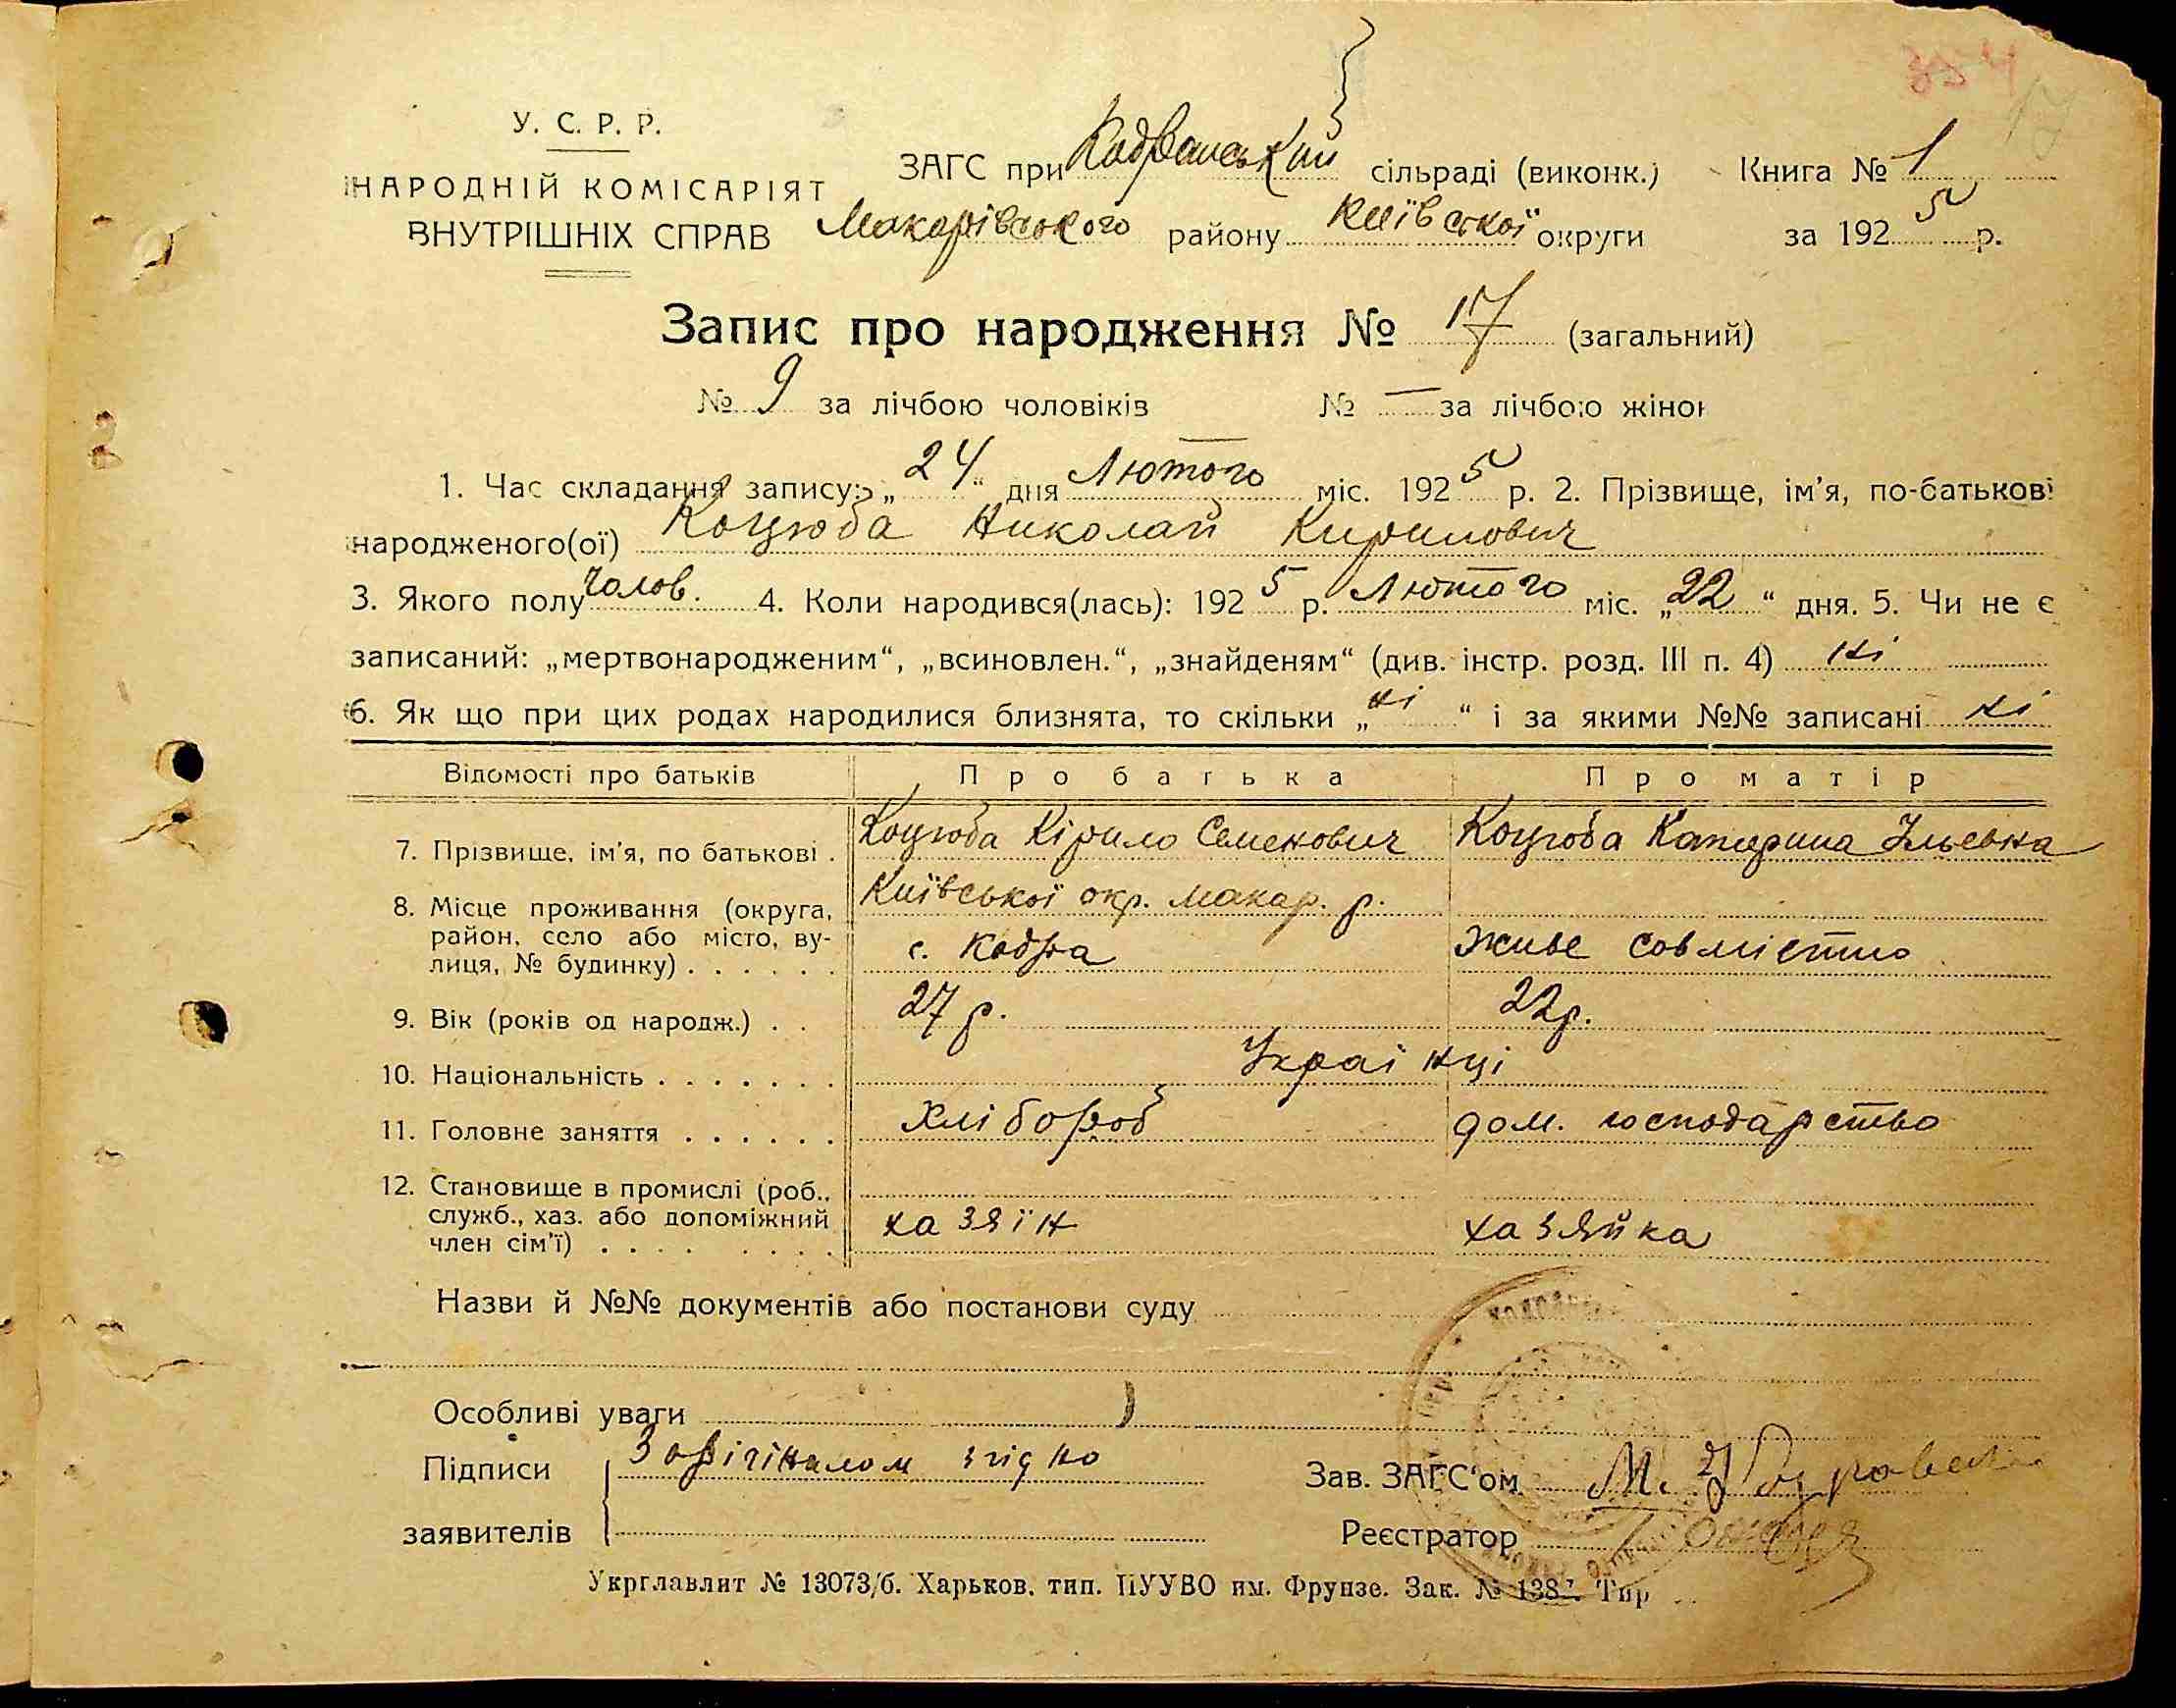 У. С. Р. Р.
НАРОДНІЙ КОМІСАРІЯТ
ВНУТРІШНІХ СПРАВ
ЗАГС при Кодранський сільраді (виконк.) Книга № 1
Макарівського району Київської округи за 1925 р.
Запис про народження № 17 (загальний)
№ 9 за лічбою чоловіків № — за лічбою жінок
1. Час складання запису: „24“ дня Лютого міс. 1925 р. 2. Прізвище, ім'я, по-батькові
народженого(ої) Коцюба Николай Кирилович
3. Якого полу чолов. 4. Коли народився(лась): 1925 р. Лютого міс. „22“ дня. 5. Чи не є
записаний: „мертвонародженим“, „всиновлен.“, „знайденям“ (див. інстр. розд. III п. 4) ні
6. Як що при цих родах народилися близнята, то скільки „ні“ і за якими №№ записані ні
Відомості про батьків Про батька Про матір
7. Прізвище, ім'я, по батькові . Коцюба Кірило Семенович Коцюба Катерина Ільевна
8. Місце проживання (округа, Київської окр. Макар. р.
район, село або місто, ву- с. Кодра живе совмістно
лиця, № будинку) . . . . . .
9. Вік (років од народж.) . . 27 р. 22 р.
10. Національність . . . . . . . Украінці
11. Головне заняття . . . . . . Хлібороб дом. господарство
12. Становище в промислі (роб.,
служб., хаз. або допоміжний хазяїн хазяйка
член сім'ї) . . . . . . . .
Назви й №№ документів або постанови суду
Особливі уваги
Підписи З орігіналом згідно Зав. ЗАГС'ом М.
заявителів Реєстратор
Укрглавлит № 13073/б. Харьков. тип. ПУУВО им. Фрунзе. Зак. № 138 Тир